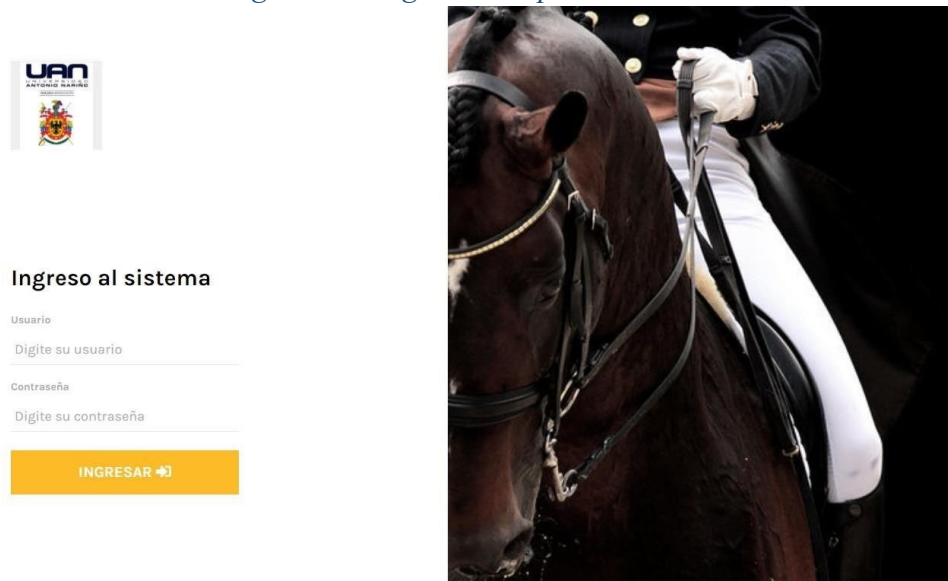 UAN
UNIVERSIDAD
ANTONIO NARIÑO
Ingreso al sistema
Usuario
Digite su usuario
Contraseña
Digite su contraseña
INGRESAR